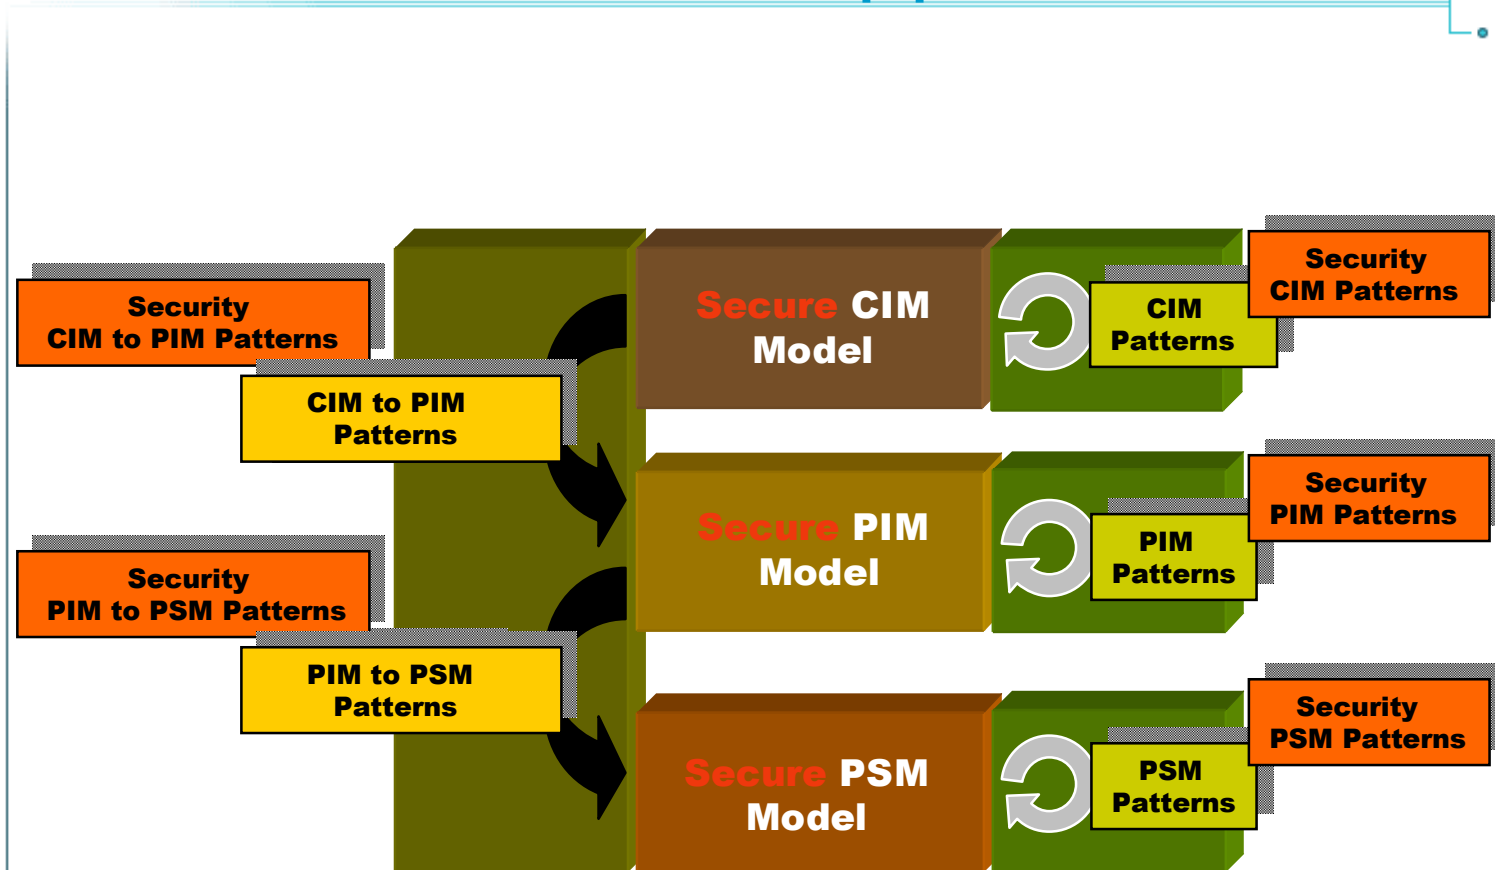 Security
CIM to PIM Patterns
CIM to PIM
Patterns
Security
PIM to PSM Patterns
PIM to PSM
Patterns
Secure CIM
Model
CIM
Patterns
Security
CIM Patterns
Secure PIM
Model
PIM
Patterns
Security
PIM Patterns
Secure PSM
Model
PSM
Patterns
Security
PSM Patterns